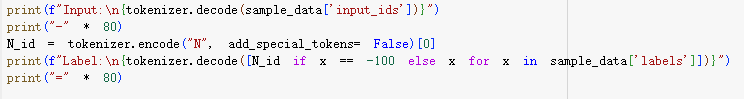 print(f"Input:\n{tokenizer.decode(sample_data['input_ids'])}")
print("-" * 80)
N_id = tokenizer.encode("N", add_special_tokens= False)[0]
print(f"Label:\n{tokenizer.decode([N_id if x == -100 else x for x in sample_data['labels']])}")
print("=" * 80)